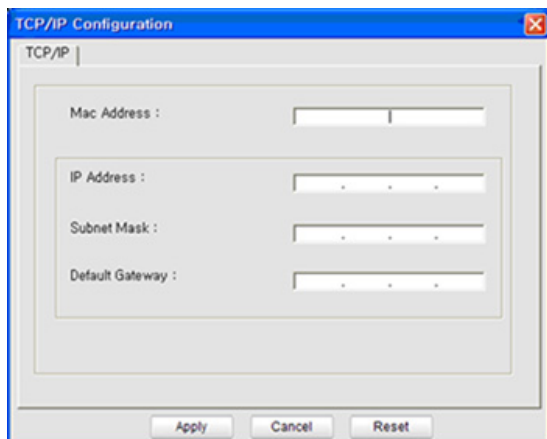 TCP/IP Configuration
TCP/IP
Mac Address :
IP Address :
. . .
Subnet Mask :
. . .
Default Gateway :
. . .
Apply Cancel Reset